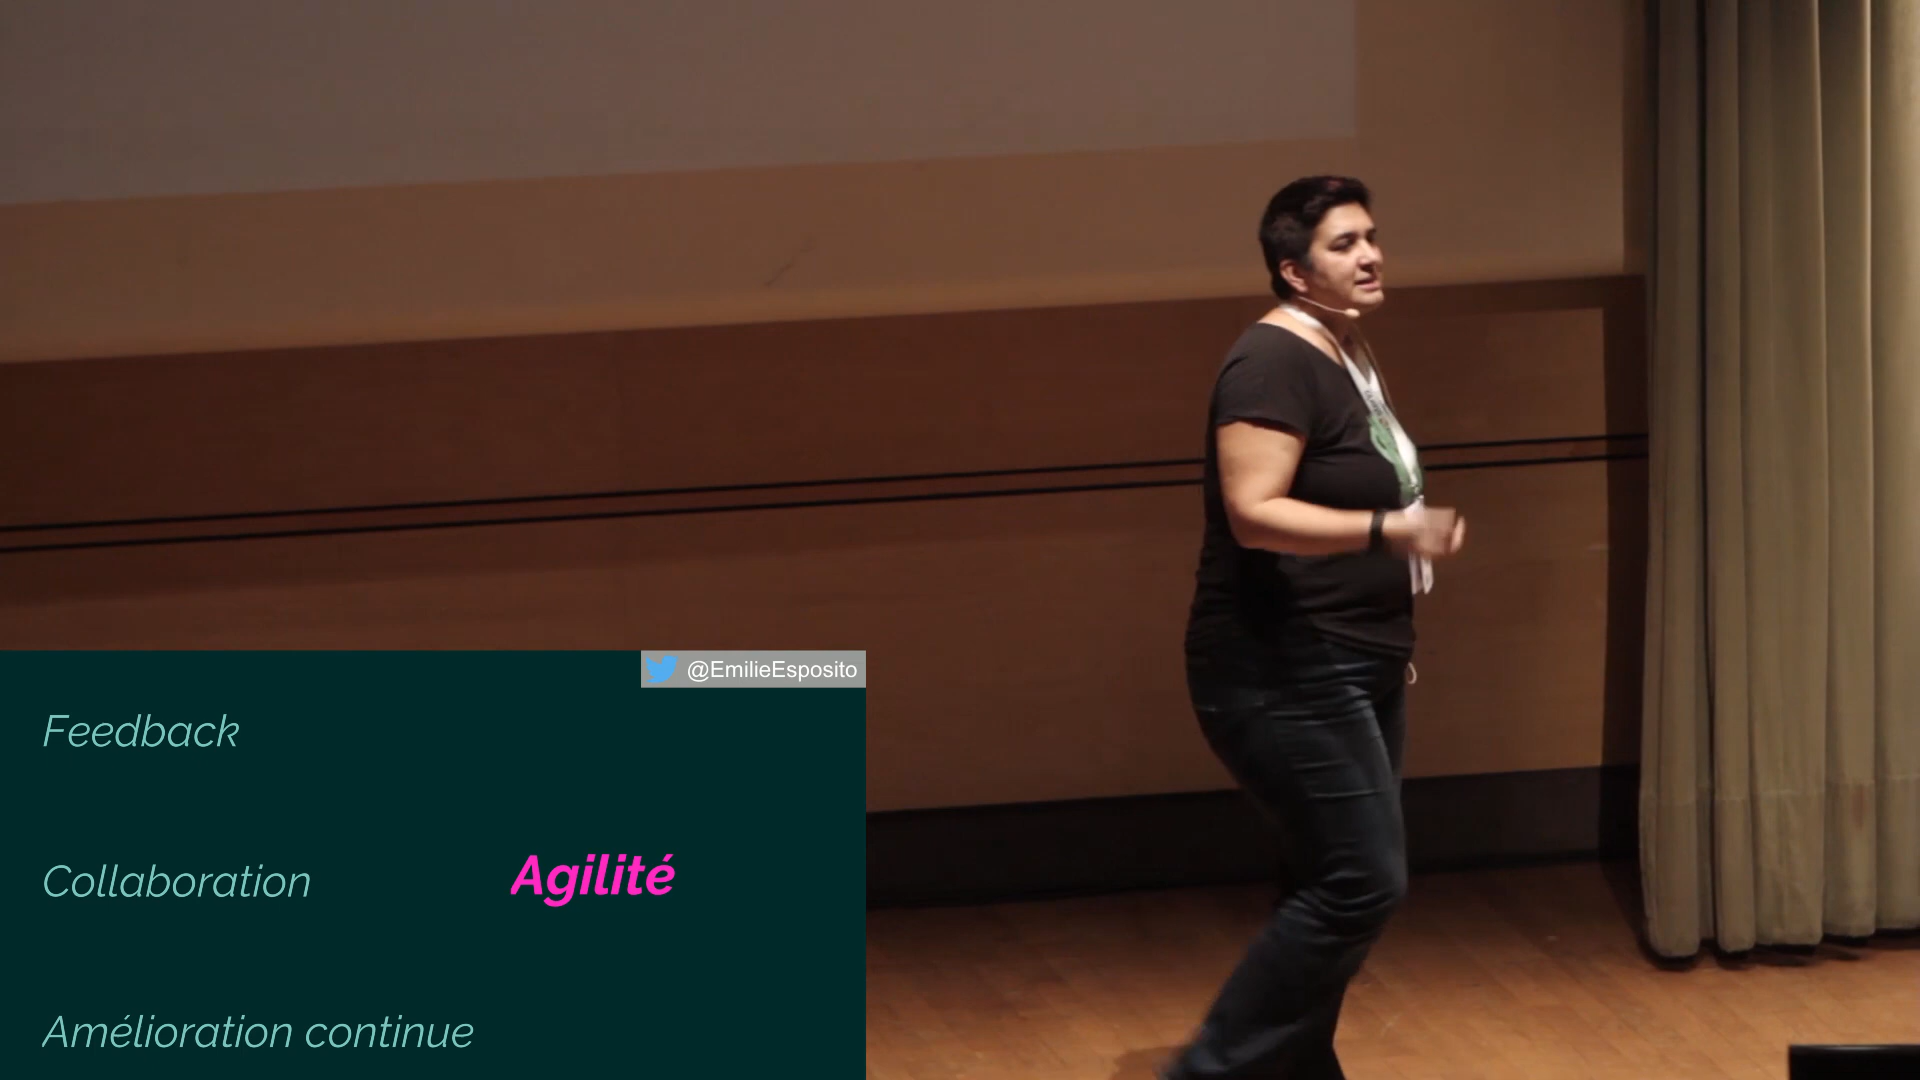 @EmilieEsposito
Feedback
Collaboration
Agilité
Amélioration continue